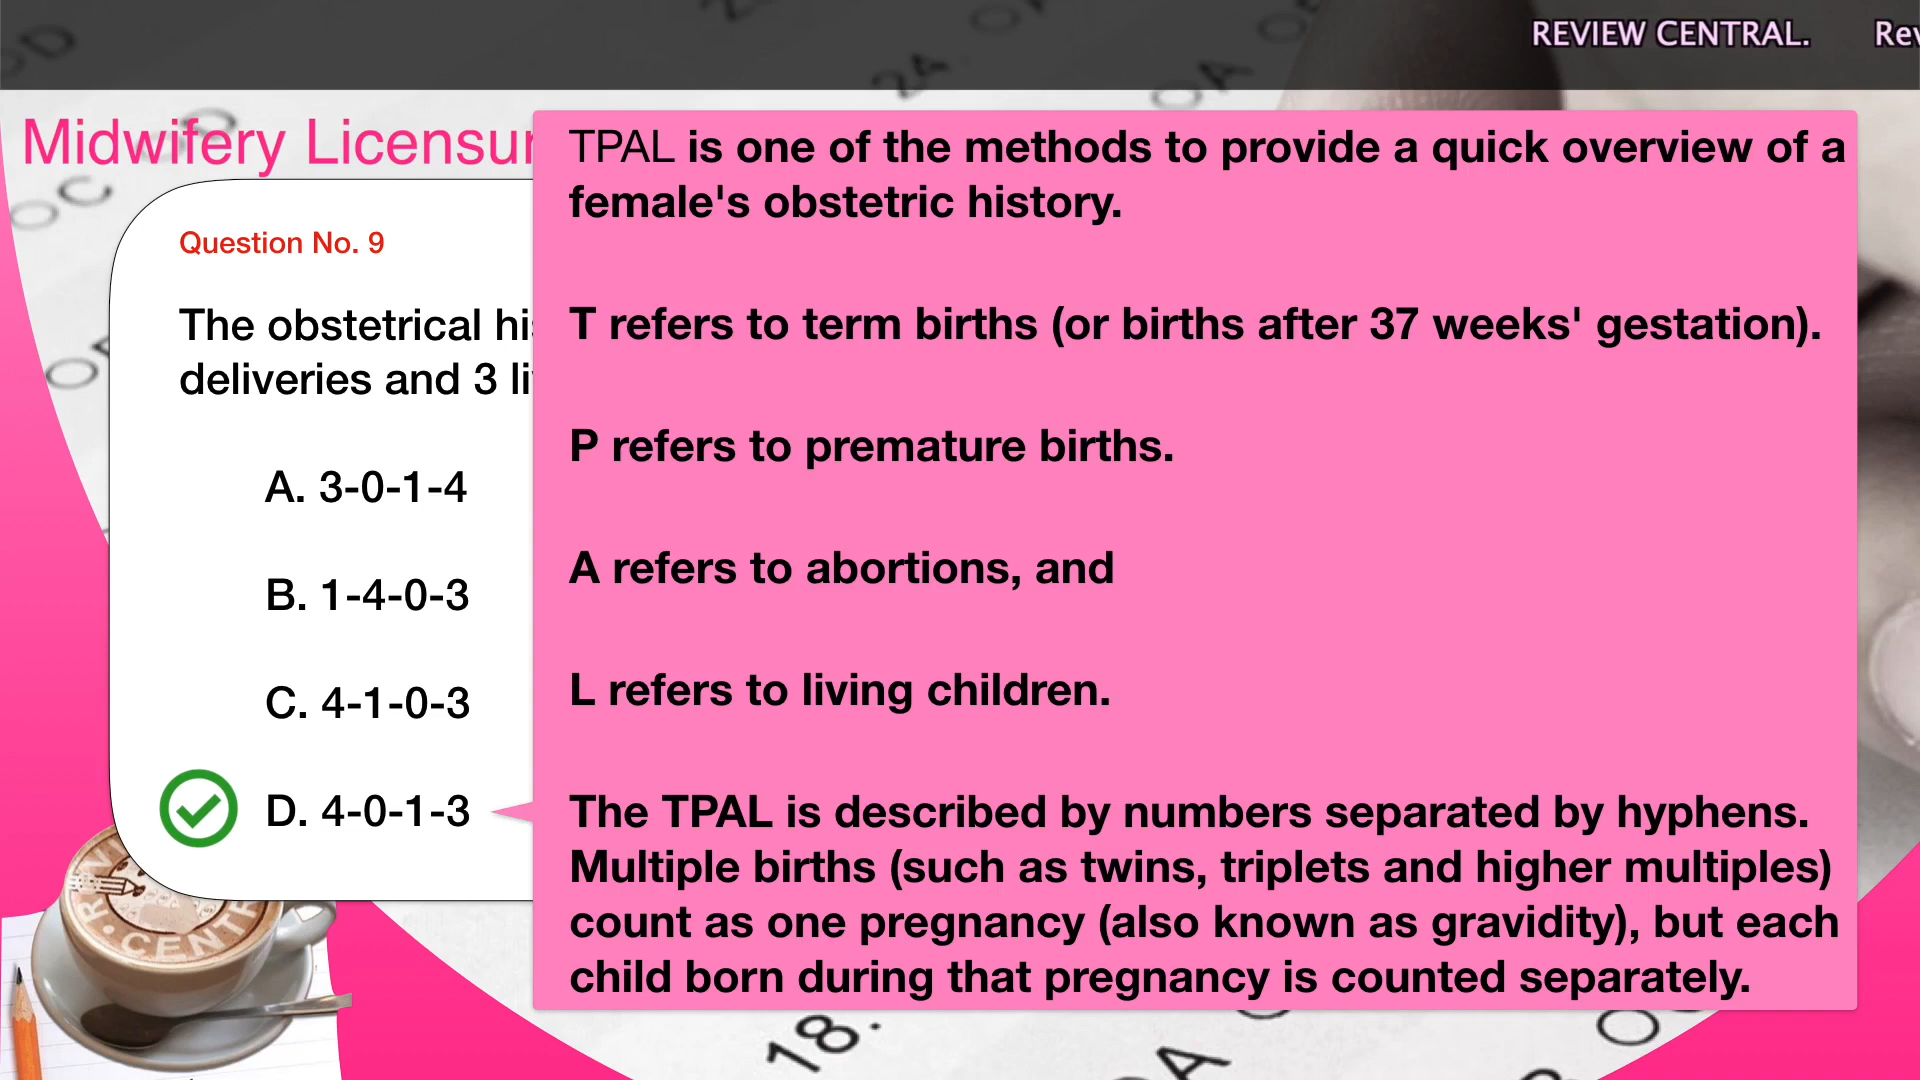 REVIEW CENTRAL.
Midwifery
TPAL is one of the methods to provide a quick overview of a
female's obstetric history.
Question No. 9
The obstetrical
deliveries and 3
T refers to term births (or births after 37 weeks' gestation).
P refers to premature births.
A. 3-0-1-4
A refers to abortions, and
B. 1-4-0-3
L refers to living children.
C. 4-1-0-3
D. 4-0-1-3
The TPAL is described by numbers separated by hyphens.
Multiple births (such as twins, triplets and higher multiples)
count as one pregnancy (also known as gravidity), but each
child born during that pregnancy is counted separately.
18.